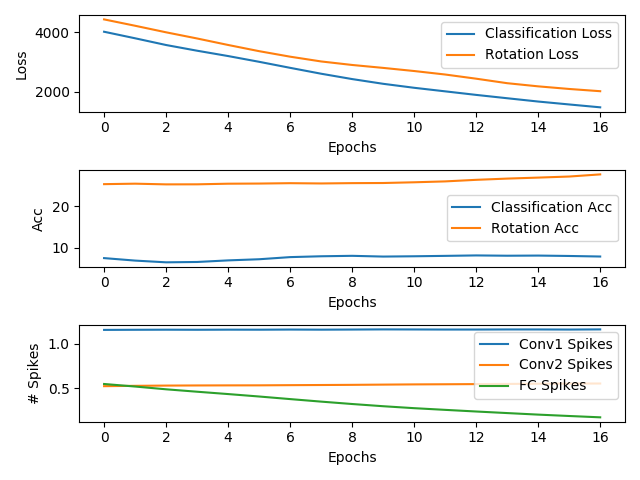 Loss
4000
2000
Classification Loss
Rotation Loss
0 2 4 6 8 10 12 14 16
Epochs
Acc
20
10
Classification Acc
Rotation Acc
0 2 4 6 8 10 12 14 16
Epochs
# Spikes
1.0
0.5
Conv1 Spikes
Conv2 Spikes
FC Spikes
0 2 4 6 8 10 12 14 16
Epochs